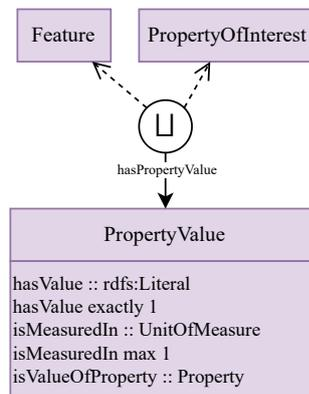 Feature
PropertyOfInterest
⊔
hasPropertyValue
PropertyValue
hasValue :: rdfs:Literal
hasValue exactly 1
isMeasuredIn :: UnitOfMeasure
isMeasuredIn max 1
isValueOfProperty :: Property